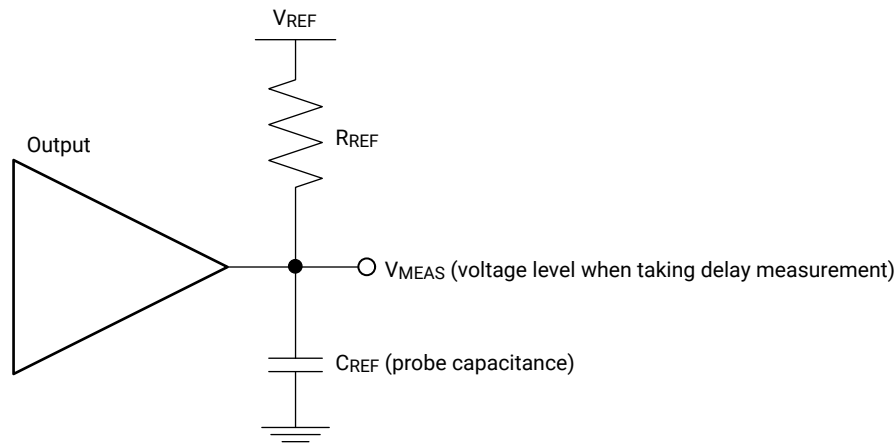 VREF
RREF
Output
VMEAS (voltage level when taking delay measurement)
CREF (probe capacitance)